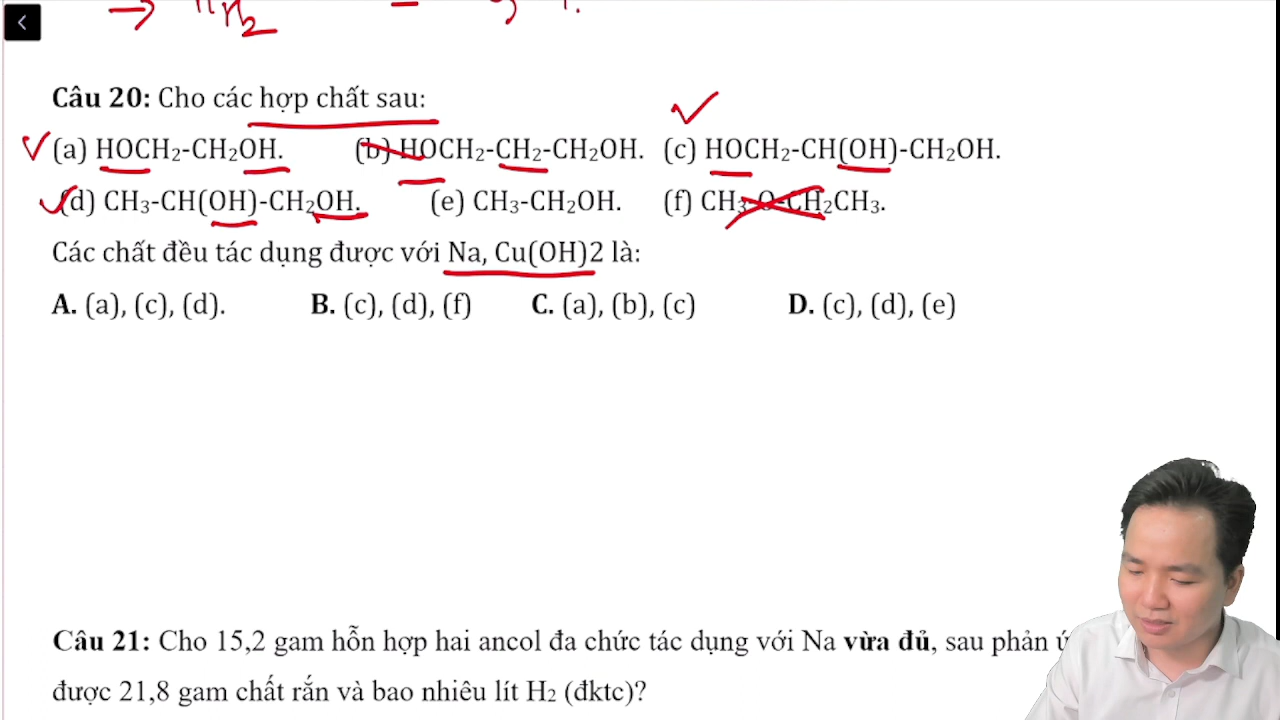 → nH₂ =
Câu 20: Cho các hợp chất sau:
(a) HOCH₂-CH₂OH. (b) HOCH₂-CH₂-CH₂OH. (c) HOCH₂-CH(OH)-CH₂OH.
(d) CH₃-CH(OH)-CH₂OH. (e) CH₃-CH₂OH. (f) CH₃-O-CH₂CH₃.
Các chất đều tác dụng được với Na, Cu(OH)2 là:
A. (a), (c), (d). B. (c), (d), (f) C. (a), (b), (c) D. (c), (d), (e)
Câu 21: Cho 15,2 gam hỗn hợp hai ancol đa chức tác dụng với Na vừa đủ, sau phản
được 21,8 gam chất rắn và bao nhiêu lít H₂ (đktc)?